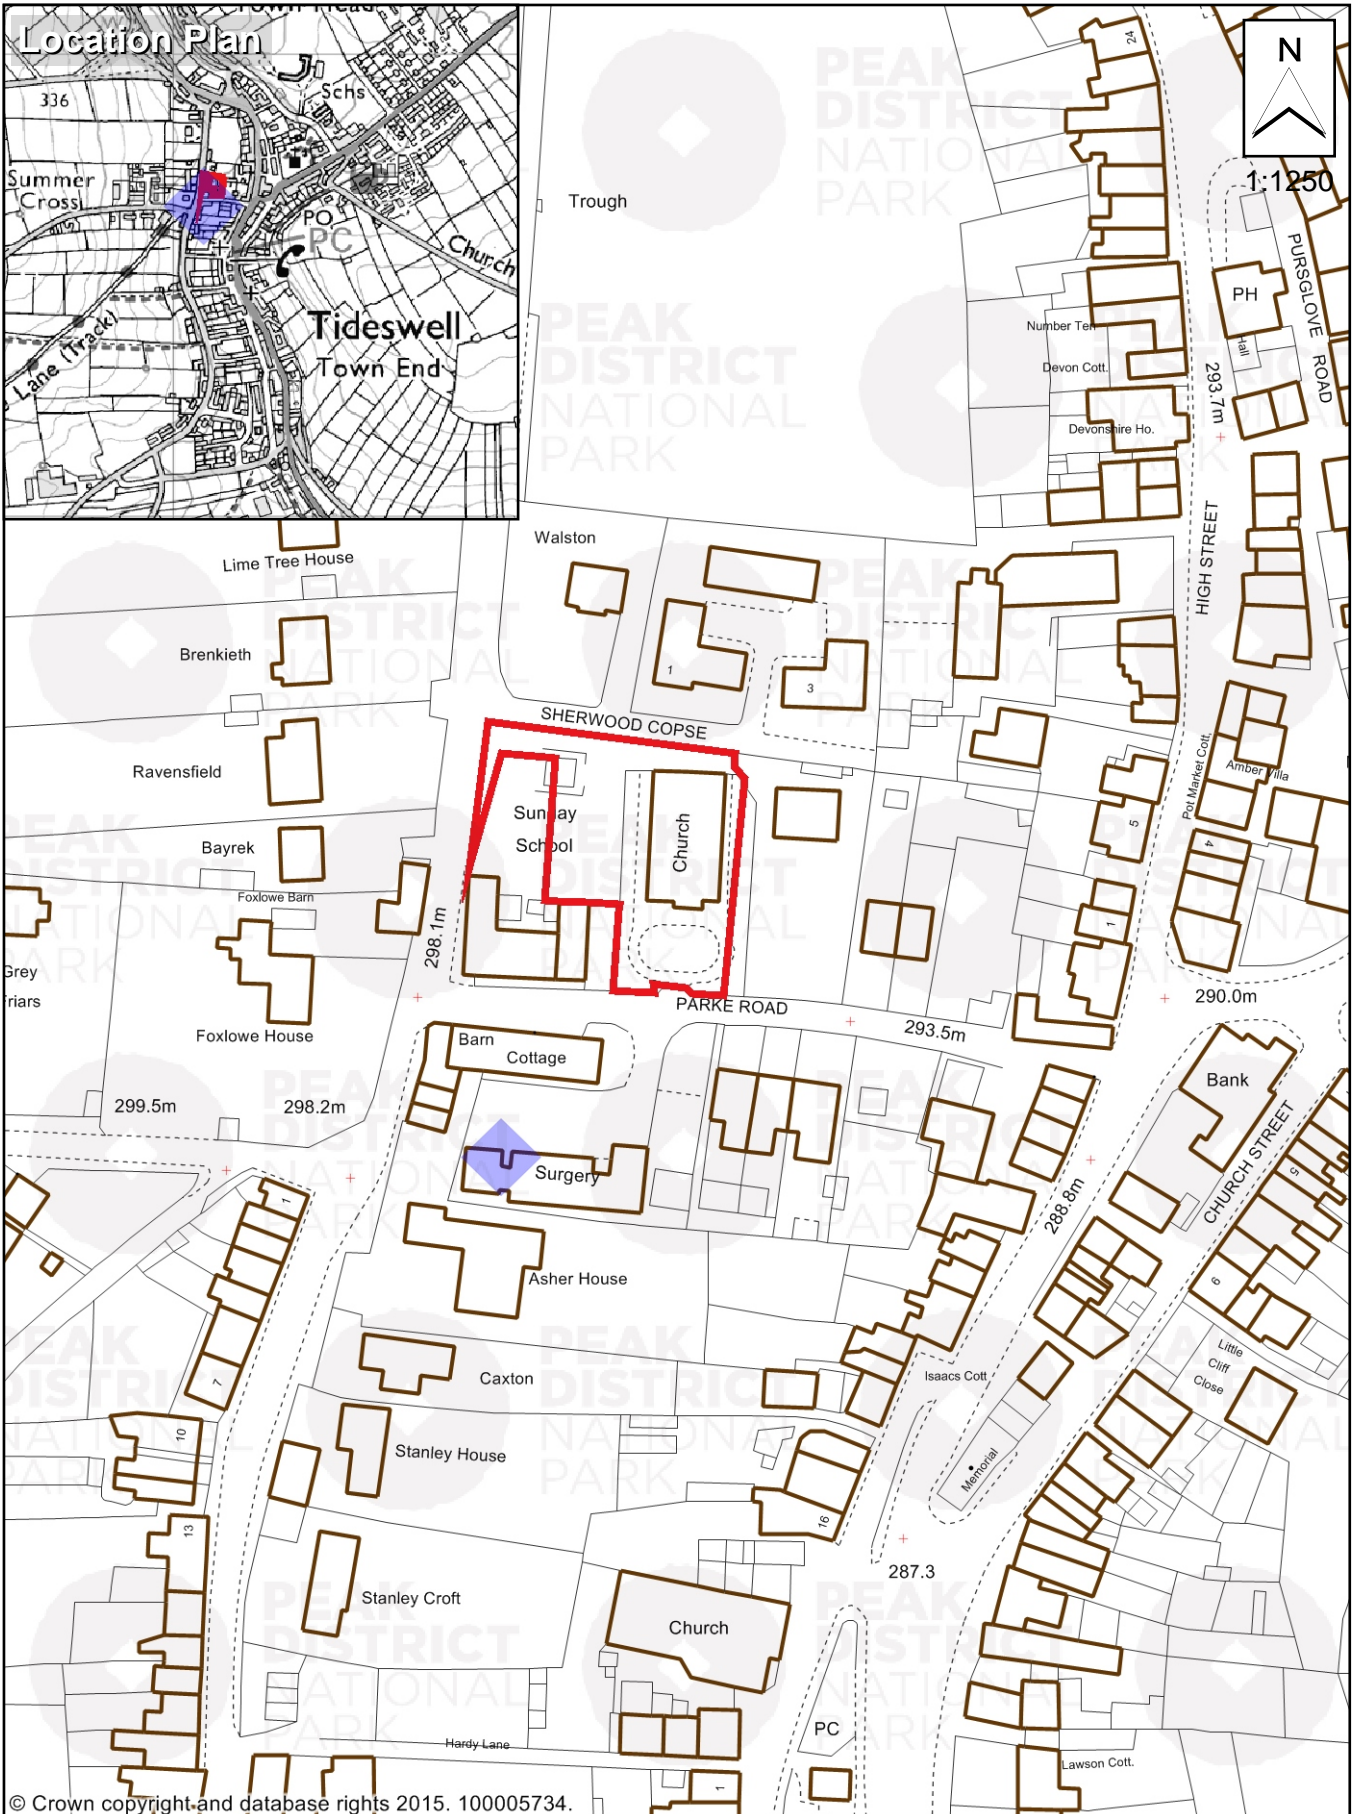 Location Plan
Town Head
336
Schs
Summer
Cross
PO
PC
Church
Tideswell
Town End
Lane (Track)
N
1:1250
24
Trough
PH
PURSGLOVE ROAD
Hall
Number Ten
Devon Cott.
293.7m
Devonshire Ho.
HIGH STREET
Walston
Lime Tree House
Brenkieth
1
3
SHERWOOD COPSE
Ravensfield
Pot Market Cott.
Amber Villa
Sunday
School
Church
5
4
Bayrek
Foxlowe Barn
298.1m
1
Grey
Friars
290.0m
PARKE ROAD
293.5m
Foxlowe House
Barn
Cottage
Bank
299.5m
298.2m
CHURCH STREET
Surgery
5
1
288.8m
Asher House
6
Little
Cliff
Close
Isaacs Cott
Caxton
7
10
Stanley House
Memorial
16
13
287.3
Stanley Croft
Church
PC
Hardy Lane
Lawson Cott.
1
© Crown copyright and database rights 2015. 100005734.
PEAK
DISTRICT
NATIONAL
PARK